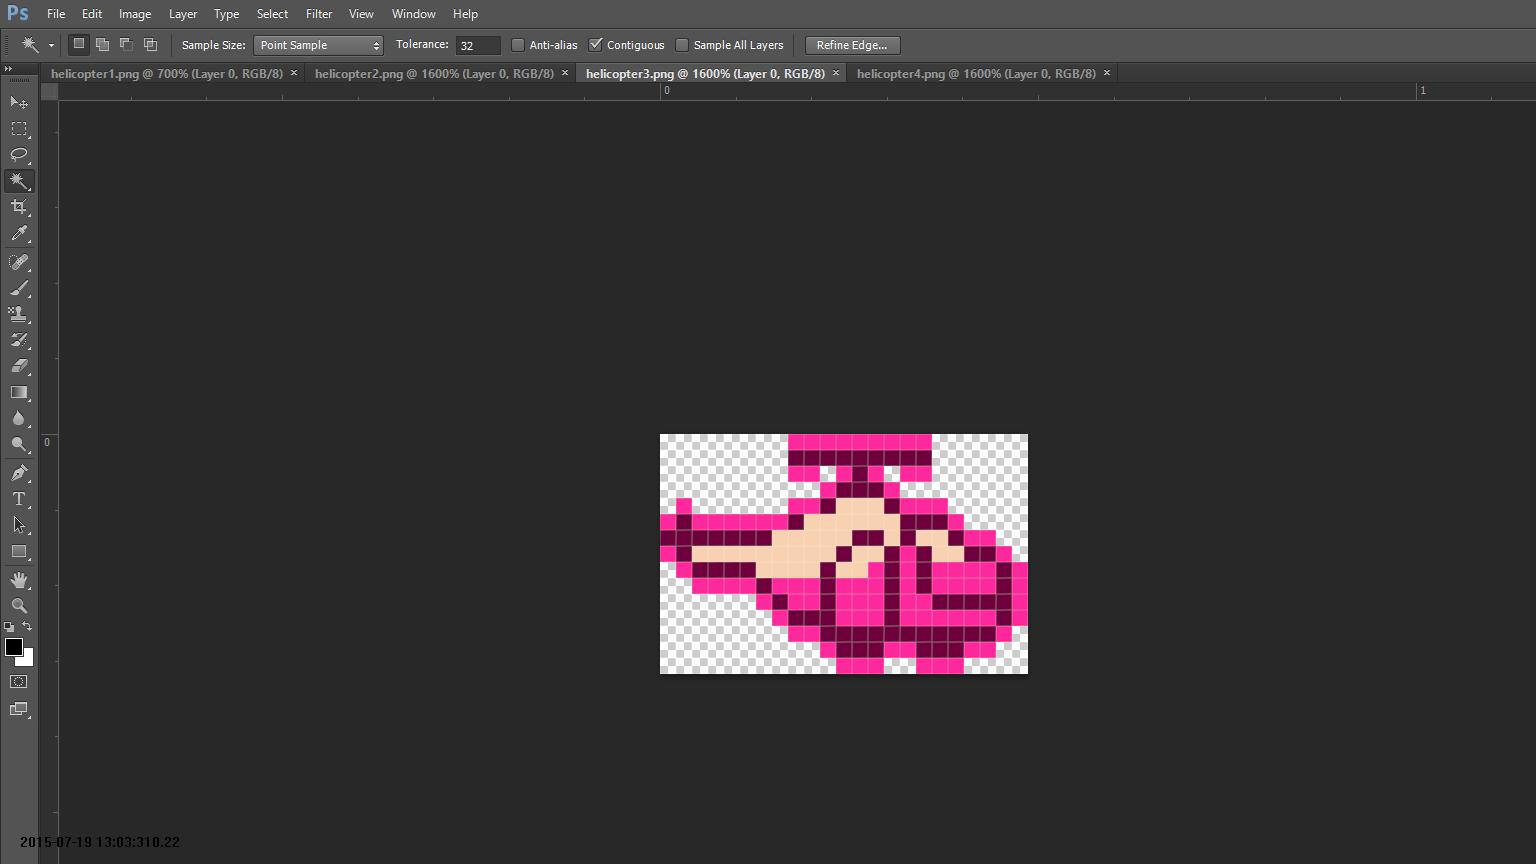 Ps File Edit Image Layer Type Select Filter View Window Help
Sample Size: Point Sample Tolerance: 32 Anti-alias Contiguous Sample All Layers Refine Edge...
helicopter1.png @ 700% (Layer 0, RGB/8) × helicopter2.png @ 1600% (Layer 0, RGB/8) × helicopter3.png @ 1600% (Layer 0, RGB/8) × helicopter4.png @ 1600% (Layer 0, RGB/8) ×
0 1
0
T
2015-07-19 13:03:310.22